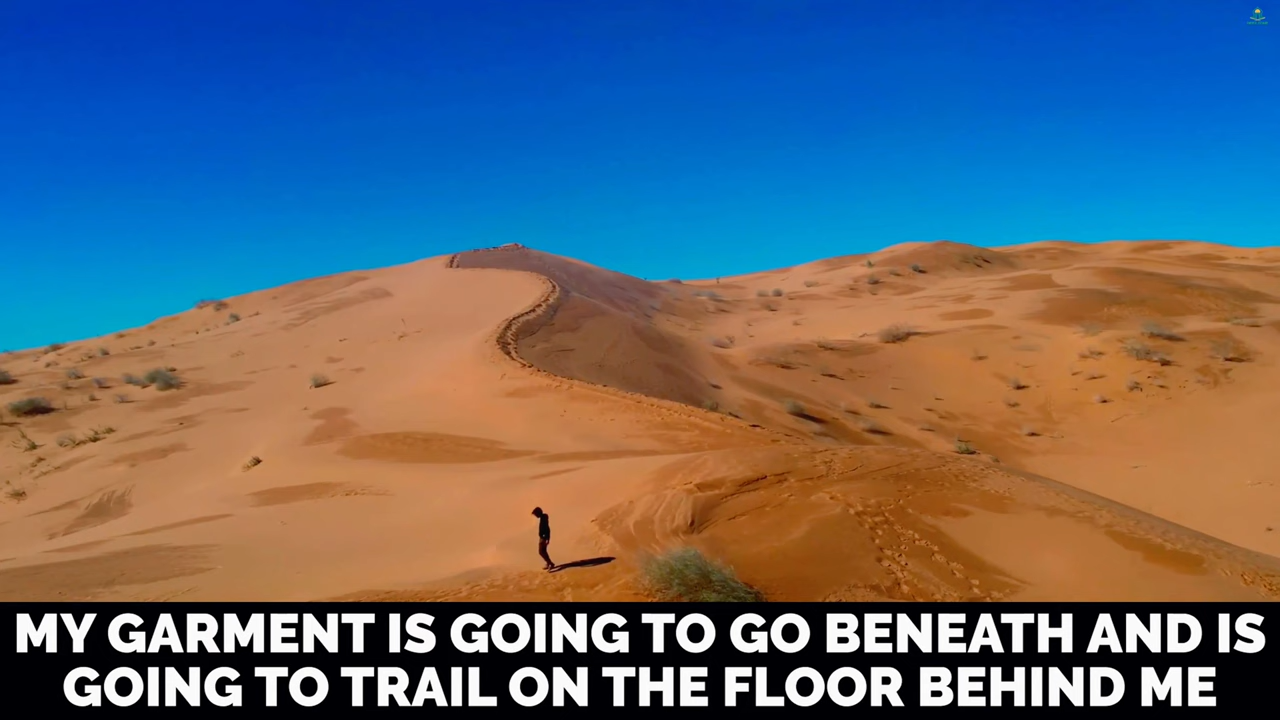 MY GARMENT IS GOING TO GO BENEATH AND IS
GOING TO TRAIL ON THE FLOOR BEHIND ME